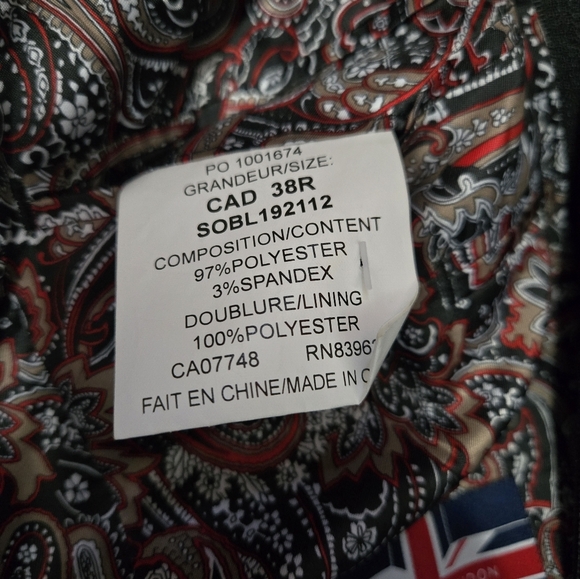 PO 1001674
GRANDEUR/SIZE:
CAD 38R
SOBL192112
COMPOSITION/CONTENT
97%POLYESTER
3%SPANDEX
DOUBLURE/LINING
100%POLYESTER
CA07748 RN8396
FAIT EN CHINE/MADE IN C